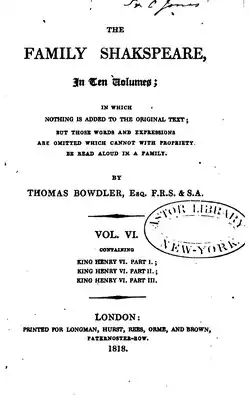 THE
FAMILY SHAKSPEARE,
In Ten Volumes;
IN WHICH
NOTHING IS ADDED TO THE ORIGINAL TEXT;
BUT THOSE WORDS AND EXPRESSIONS
ARE OMITTED WHICH CANNOT WITH PROPRIETY
BE READ ALOUD IN A FAMILY.
BY
THOMAS BOWDLER, Esq. F.R.S. & S.A.
VOL. VI.
CONTAINING
KING HENRY VI. PART I.;
KING HENRY VI. PART II.;
KING HENRY VI. PART III.
ASTOR LIBRARY
NEW-YORK
LONDON:
PRINTED FOR LONGMAN, HURST, REES, ORME, AND BROWN,
PATERNOSTER-ROW.
1818.